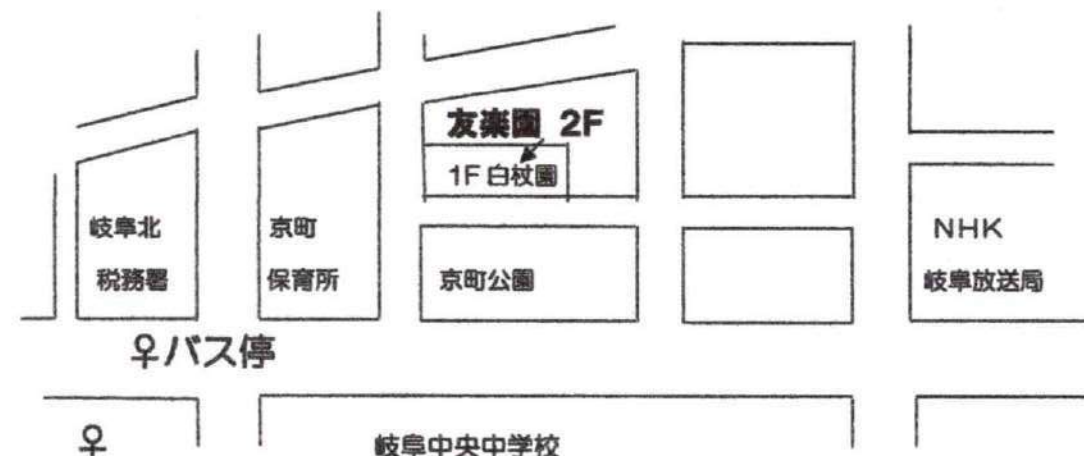 友楽園 2F
1F 白杖園
岐阜北
税務署
京町
保育所
京町公園
NHK
岐阜放送局
♀バス停
♀
岐阜中央中学校